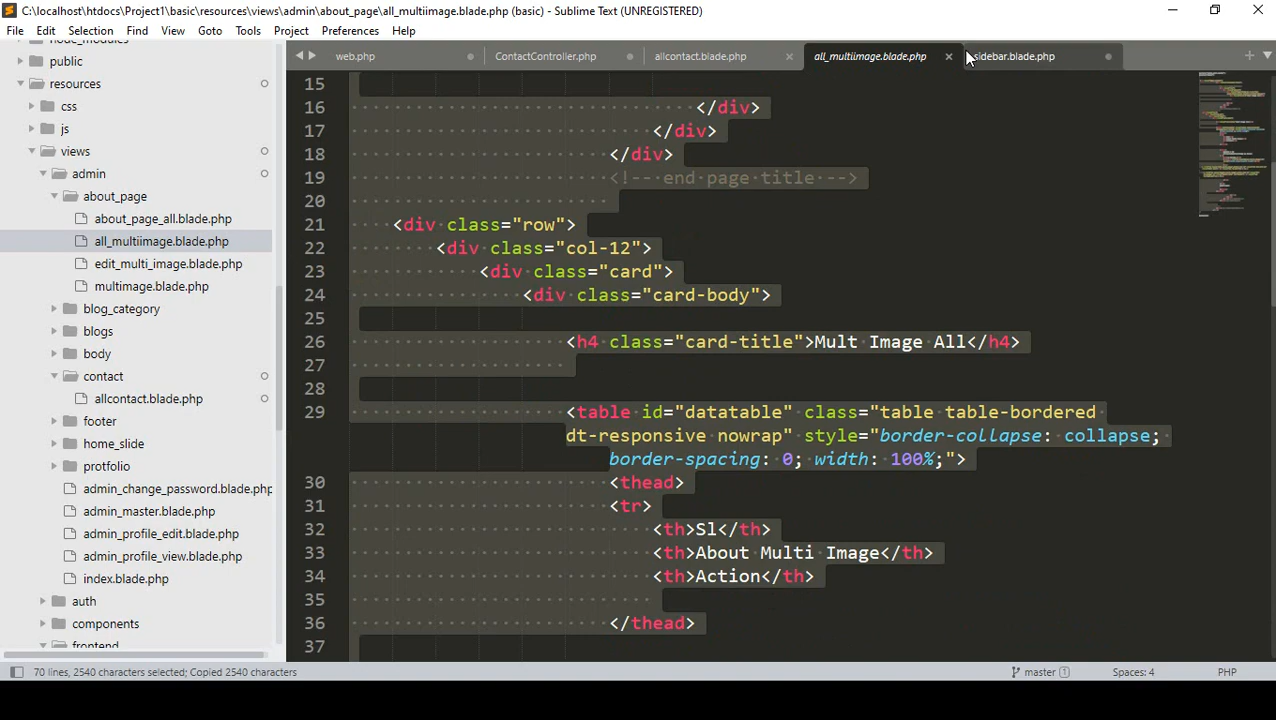 C:\localhost\htdocs\Project1\basic\resources\views\admin\about_page\all_multiimage.blade.php (basic) - Sublime Text (UNREGISTERED)
File Edit Selection Find View Goto Tools Project Preferences Help
node_modules
public
resources
css
js
views
admin
about_page
about_page_all.blade.php
all_multiimage.blade.php
edit_multi_image.blade.php
multimage.blade.php
blog_category
blogs
body
contact
allcontact.blade.php
footer
home_slide
protfolio
admin_change_password.blade.php
admin_master.blade.php
admin_profile_edit.blade.php
admin_profile_view.blade.php
index.blade.php
auth
components
frontend
web.php ContactController.php allcontact.blade.php all_multiimage.blade.php sidebar.blade.php
15
16 </div>
17 </div>
18 </div>
19 <!-- end page title -->
20
21 <div class="row">
22 <div class="col-12">
23 <div class="card">
24 <div class="card-body">
25
26 <h4 class="card-title">Mult Image All</h4>
27
28
29 <table id="datatable" class="table table-bordered
dt-responsive nowrap" style="border-collapse: collapse;
border-spacing: 0; width: 100%;">
30 <thead>
31 <tr>
32 <th>Sl</th>
33 <th>About Multi Image</th>
34 <th>Action</th>
35
36 </thead>
37
70 lines, 2540 characters selected; Copied 2540 characters master 1 Spaces: 4 PHP